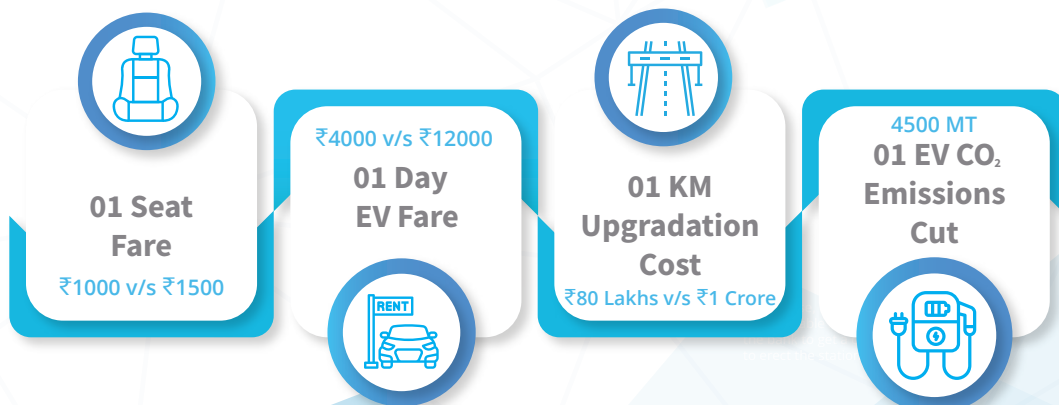 01 Seat
Fare
₹1000 v/s ₹1500
₹4000 v/s ₹12000
01 Day
EV Fare
RENT
01 KM
Upgradation
Cost
₹80 Lakhs v/s ₹1 Crore
4500 MT
01 EV CO₂
Emissions
Cut